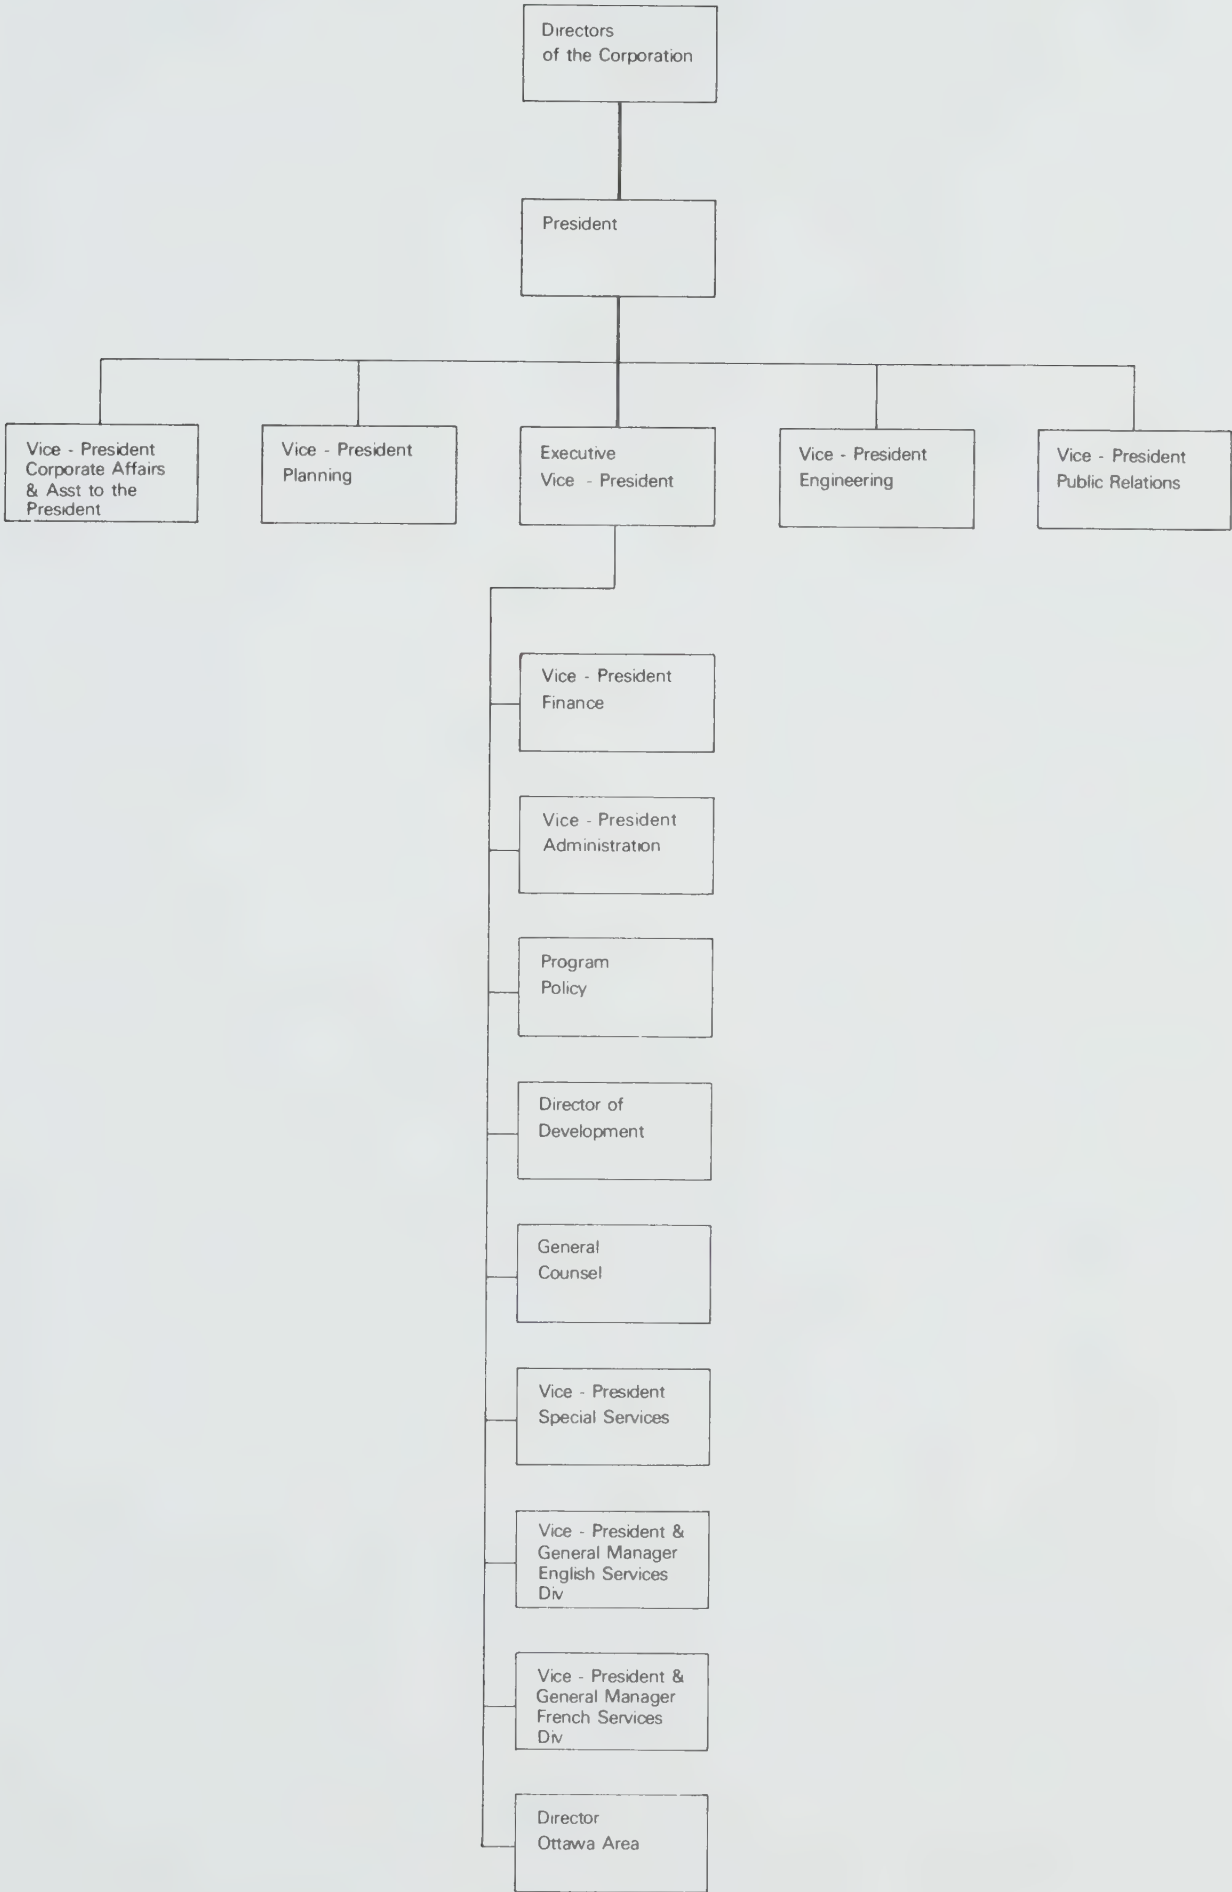 Directors
of the Corporation
President
Vice - President
Corporate Affairs
& Asst to the
President
Vice - President
Planning
Executive
Vice - President
Vice - President
Engineering
Vice - President
Public Relations
Vice - President
Finance
Vice - President
Administration
Program
Policy
Director of
Development
General
Counsel
Vice - President
Special Services
Vice - President &
General Manager
English Services
Div
Vice - President &
General Manager
French Services
Div
Director
Ottawa Area